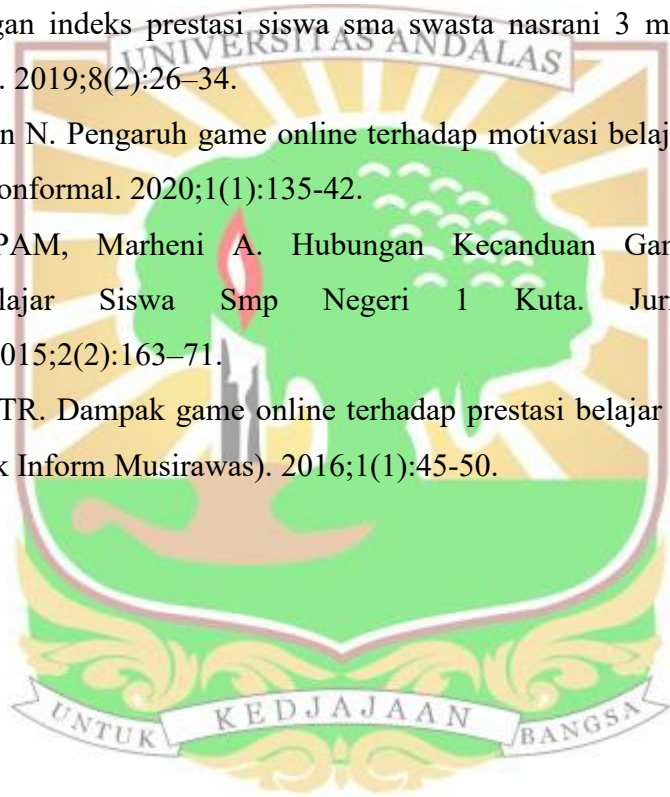 gan indeks prestasi siswa sma swasta nasrani 3 m
UNIVERSITAS ANDALAS
. 2019;8(2):26–34.
n N. Pengaruh game online terhadap motivasi belaj
onformal. 2020;1(1):135-42.
PAM, Marheni A. Hubungan Kecanduan Gam
lajar Siswa Smp Negeri 1 Kuta. Jur
015;2(2):163–71.
TR. Dampak game online terhadap prestasi belajar
k Inform Musirawas). 2016;1(1):45-50.
UNTUK KEDJAJAAN BANGSA